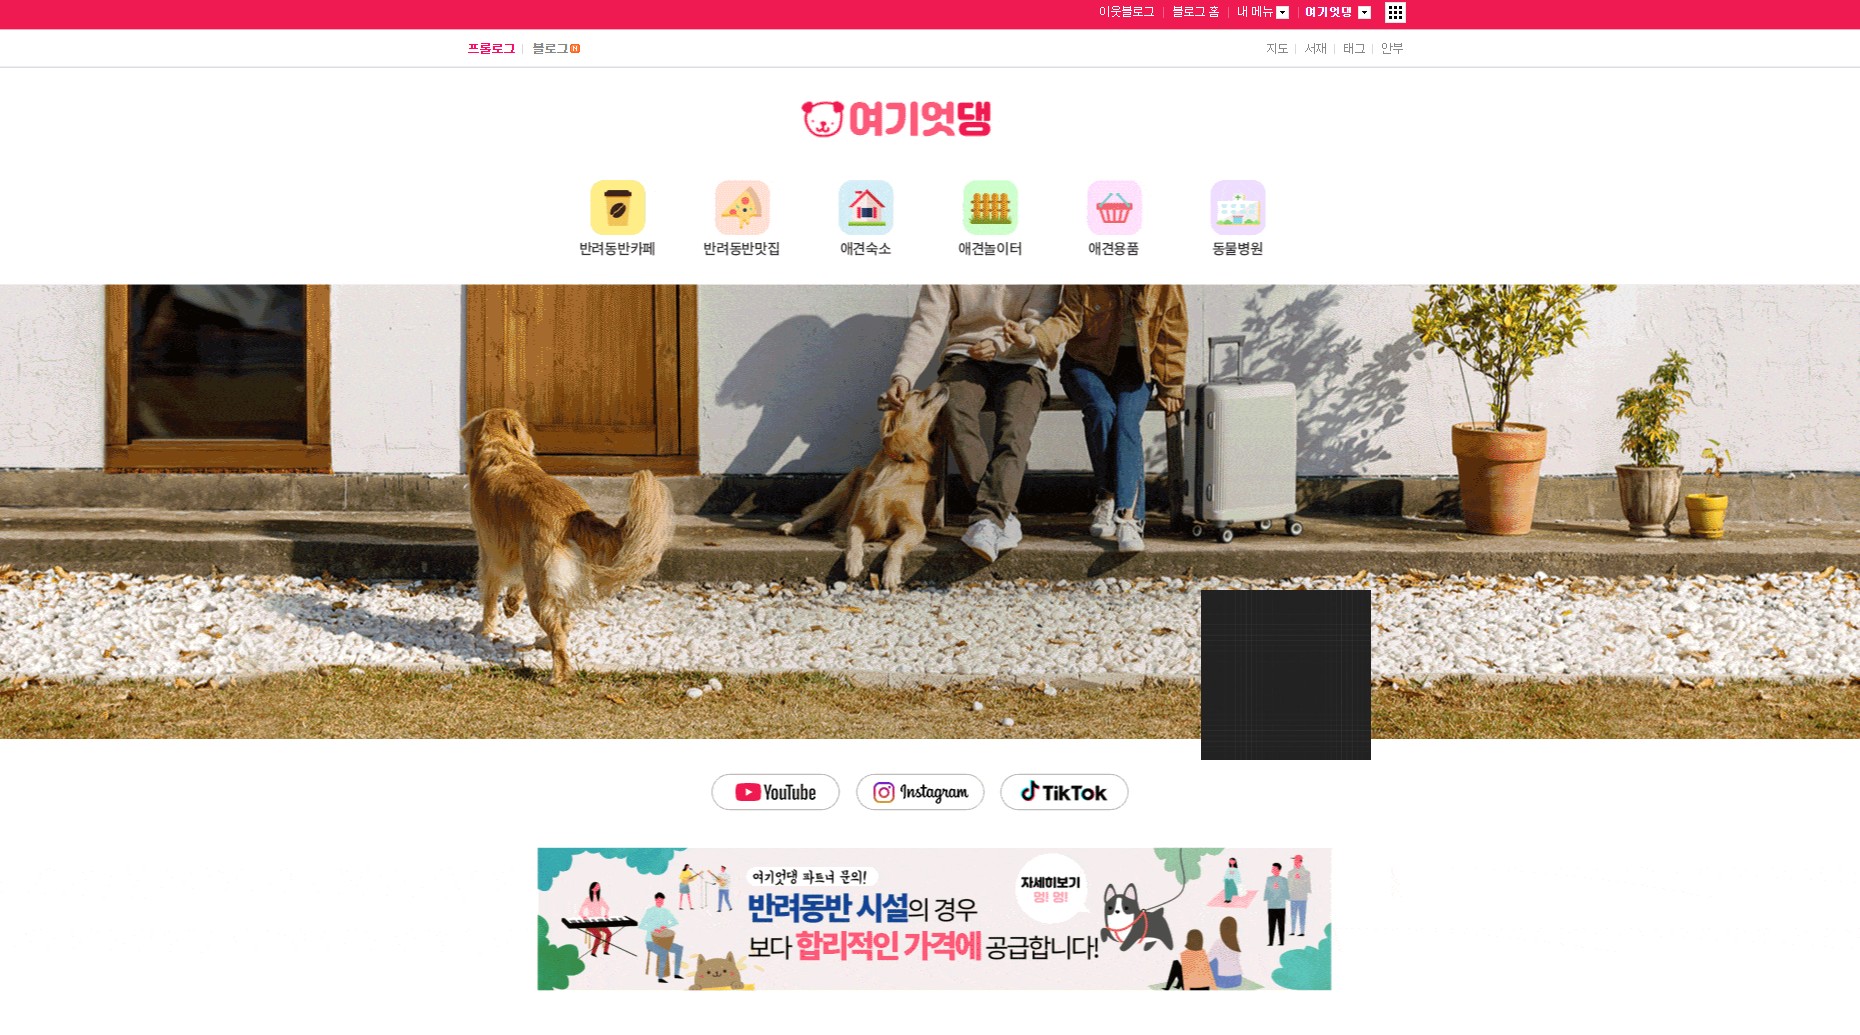 이웃블로그 블로그 홈 내 메뉴 여기엇댕
프롤로그 블로그 지도 서재 태그 안부
여기엇댕
반려동반카페 반려동반맛집 애견숙소 애견놀이터 애견용품 동물병원
YouTube Instagram TikTok
여기엇댕 파트너 문의!
반려동반 시설의 경우
보다 합리적인 가격에 공급합니다!
자세히보기
멍! 멍!